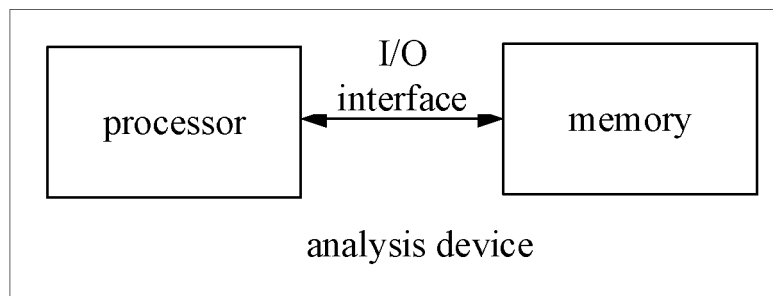 processor
I/O
interface
memory
analysis device